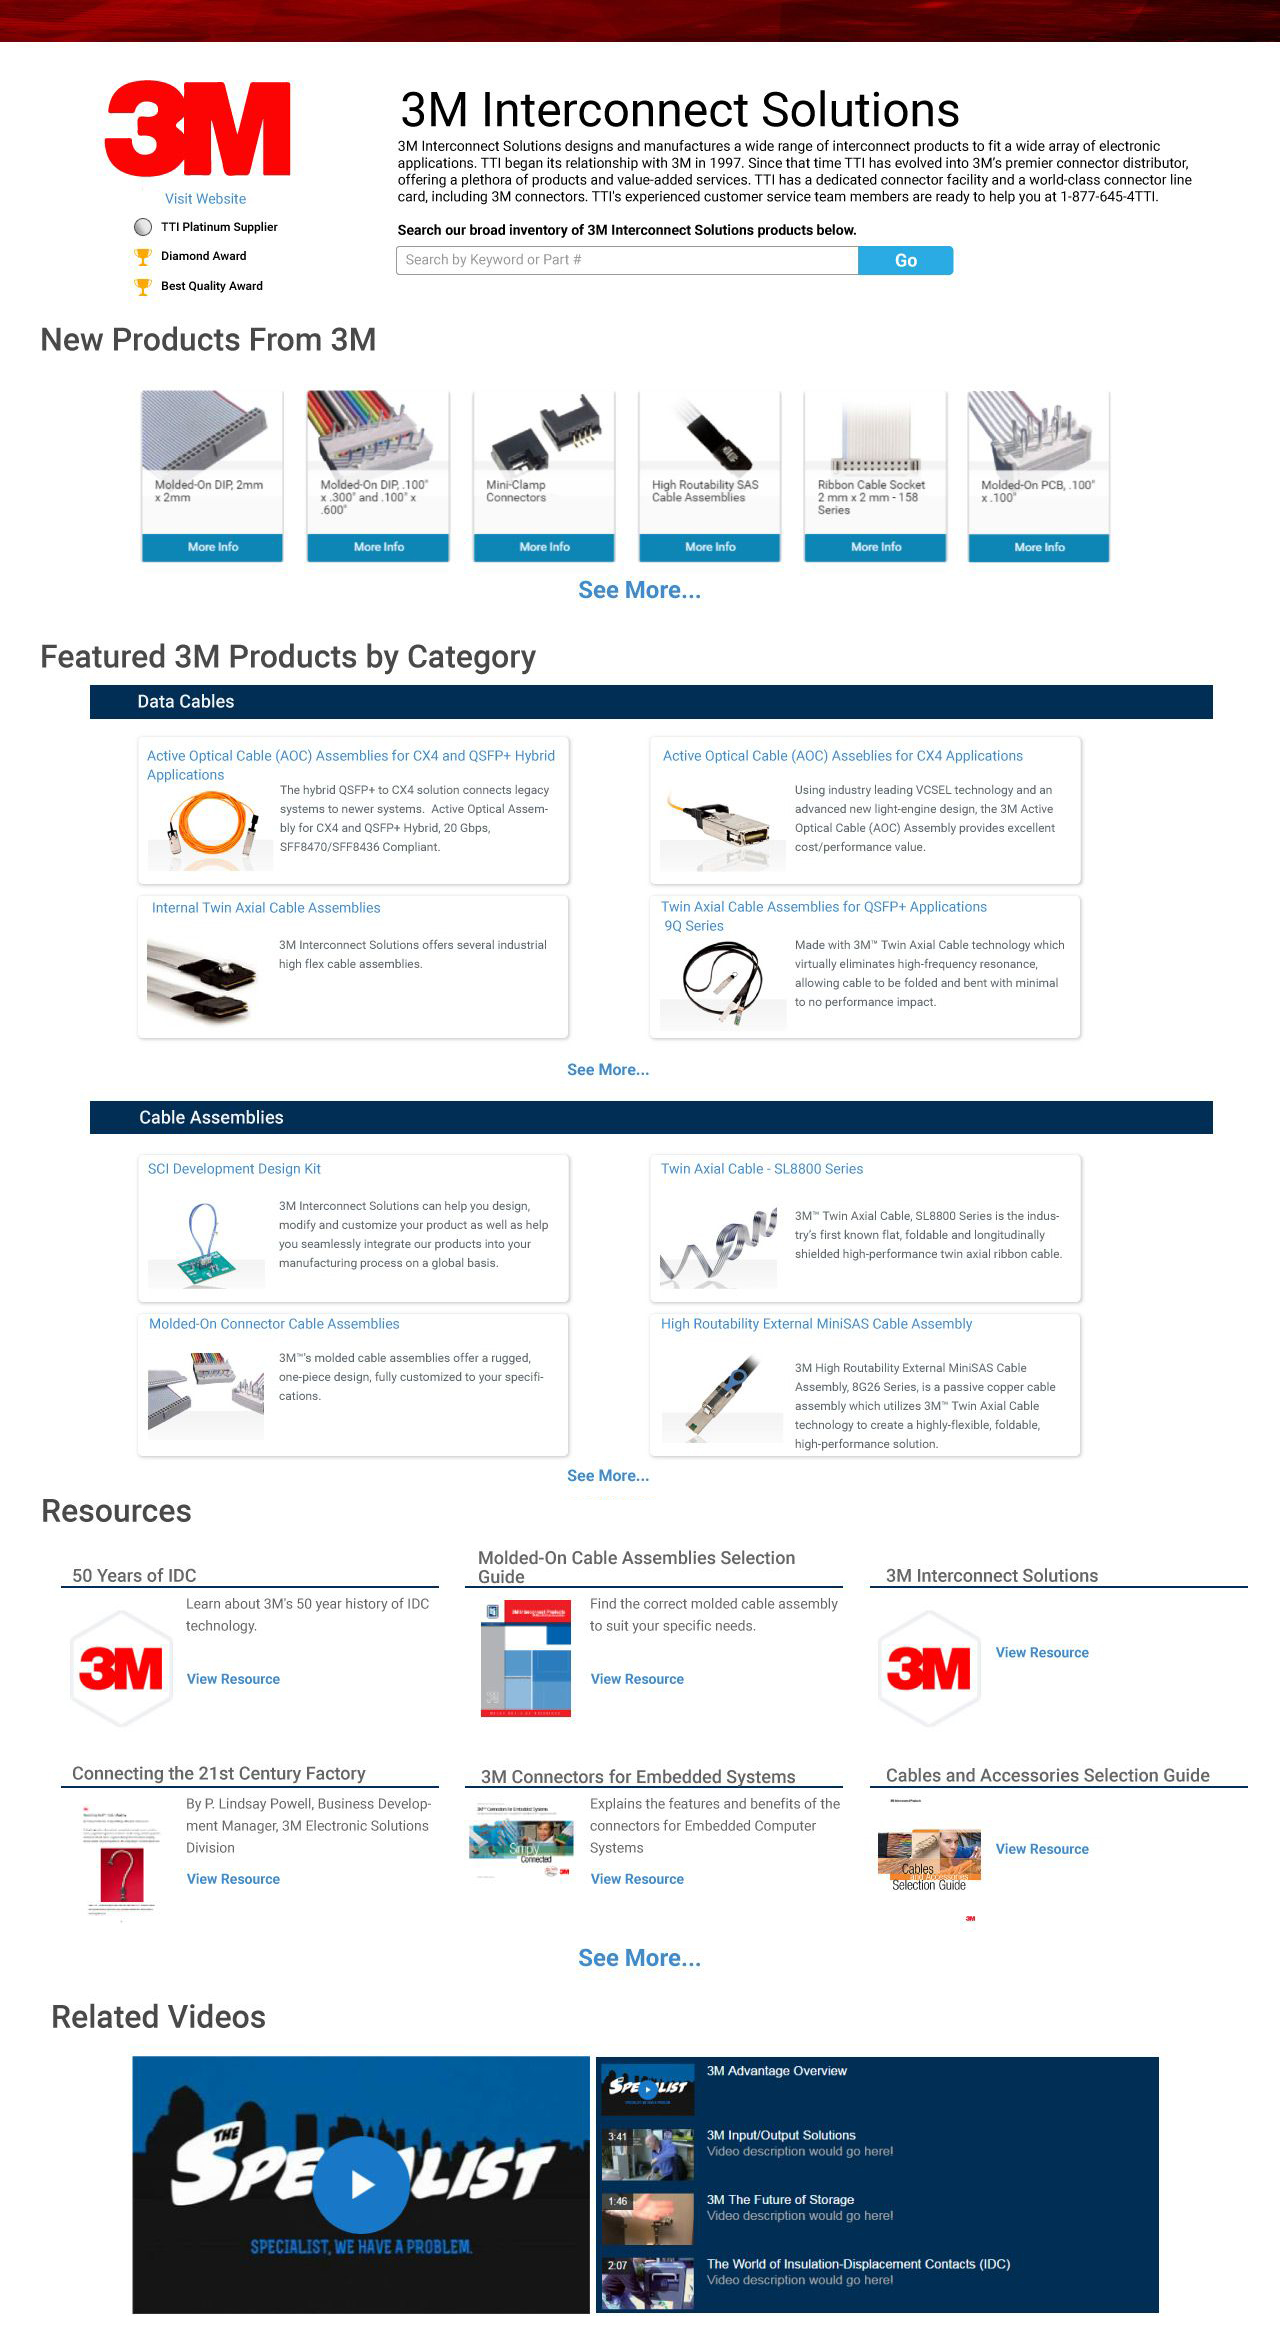 3M
3M Interconnect Solutions
3M Interconnect Solutions designs and manufactures a wide range of interconnect products to fit a wide array of electronic
applications. TTI began its relationship with 3M in 1997. Since that time TTI has evolved into 3M's premier connector distributor,
offering a plethora of products and value-added services. TTI has a dedicated connector facility and a world-class connector line
card, including 3M connectors. TTI's experienced customer service team members are ready to help you at 1-877-645-4TTI.
Visit Website
TTI Platinum Supplier
Diamond Award
Best Quality Award
Search our broad inventory of 3M Interconnect Solutions products below.
Search by Keyword or Part #
Go
New Products From 3M
Molded-On DIP, 2mm
x 2mm
More Info
Molded-On DIP, .100"
x .300" and .100" x
.600"
More Info
Mini-Clamp
Connectors
More Info
High Routability SAS
Cable Assemblies
More Info
Ribbon Cable Socket
2 mm x 2 mm - 158
Series
More Info
Molded-On PCB, .100"
x .100"
More Info
See More...
Featured 3M Products by Category
Data Cables
Active Optical Cable (AOC) Assemblies for CX4 and QSFP+ Hybrid
Applications
The hybrid QSFP+ to CX4 solution connects legacy
systems to newer systems. Active Optical Assem-
bly for CX4 and QSFP+ Hybrid, 20 Gbps,
SFF8470/SFF8436 Compliant.
Active Optical Cable (AOC) Asseblies for CX4 Applications
Using industry leading VCSEL technology and an
advanced new light-engine design, the 3M Active
Optical Cable (AOC) Assembly provides excellent
cost/performance value.
Internal Twin Axial Cable Assemblies
3M Interconnect Solutions offers several industrial
high flex cable assemblies.
Twin Axial Cable Assemblies for QSFP+ Applications
9Q Series
Made with 3M™ Twin Axial Cable technology which
virtually eliminates high-frequency resonance,
allowing cable to be folded and bent with minimal
to no performance impact.
See More...
Cable Assemblies
SCI Development Design Kit
3M Interconnect Solutions can help you design,
modify and customize your product as well as help
you seamlessly integrate our products into your
manufacturing process on a global basis.
Twin Axial Cable - SL8800 Series
3M™ Twin Axial Cable, SL8800 Series is the indus-
try's first known flat, foldable and longitudinally
shielded high-performance twin axial ribbon cable.
Molded-On Connector Cable Assemblies
3M™'s molded cable assemblies offer a rugged,
one-piece design, fully customized to your specifi-
cations.
High Routability External MiniSAS Cable Assembly
3M High Routability External MiniSAS Cable
Assembly, 8G26 Series, is a passive copper cable
assembly which utilizes 3M™ Twin Axial Cable
technology to create a highly-flexible, foldable,
high-performance solution.
See More...
Resources
50 Years of IDC
3M
Learn about 3M's 50 year history of IDC
technology.
View Resource
Molded-On Cable Assemblies Selection
Guide
3M Interconnect Products
Find the correct molded cable assembly
to suit your specific needs.
View Resource
3M Interconnect Solutions
3M
View Resource
Connecting the 21st Century Factory
By P. Lindsay Powell, Business Develop-
ment Manager, 3M Electronic Solutions
Division
View Resource
3M Connectors for Embedded Systems
3M™ Connectors for Embedded Systems
Simply
Connected
3M
Explains the features and benefits of the
connectors for Embedded Computer
Systems
View Resource
Cables and Accessories Selection Guide
Cables
and Accessories
Selection Guide
3M
View Resource
See More...
Related Videos
THE
SPECIALIST
SPECIALIST, WE HAVE A PROBLEM.
3M Advantage Overview
3:41
3M Input/Output Solutions
Video description would go here!
1:46
3M The Future of Storage
Video description would go here!
2:07
The World of Insulation-Displacement Contacts (IDC)
Video description would go here!